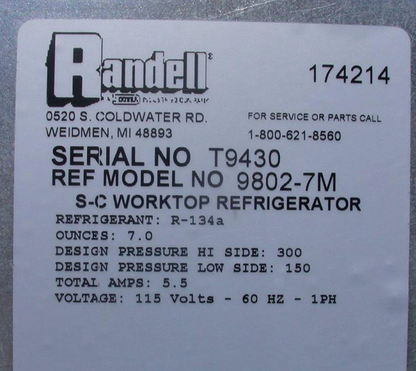 Randell
174214
0520 S. COLDWATER RD.
WEIDMEN, MI 48893
FOR SERVICE OR PARTS CALL
1-800-621-8560
SERIAL NO T9430
REF MODEL NO 9802-7M
S-C WORKTOP REFRIGERATOR
REFRIGERANT: R-134a
OUNCES: 7.0
DESIGN PRESSURE HI SIDE: 300
DESIGN PRESSURE LOW SIDE: 150
TOTAL AMPS: 5.5
VOLTAGE: 115 Volts - 60 HZ - 1PH